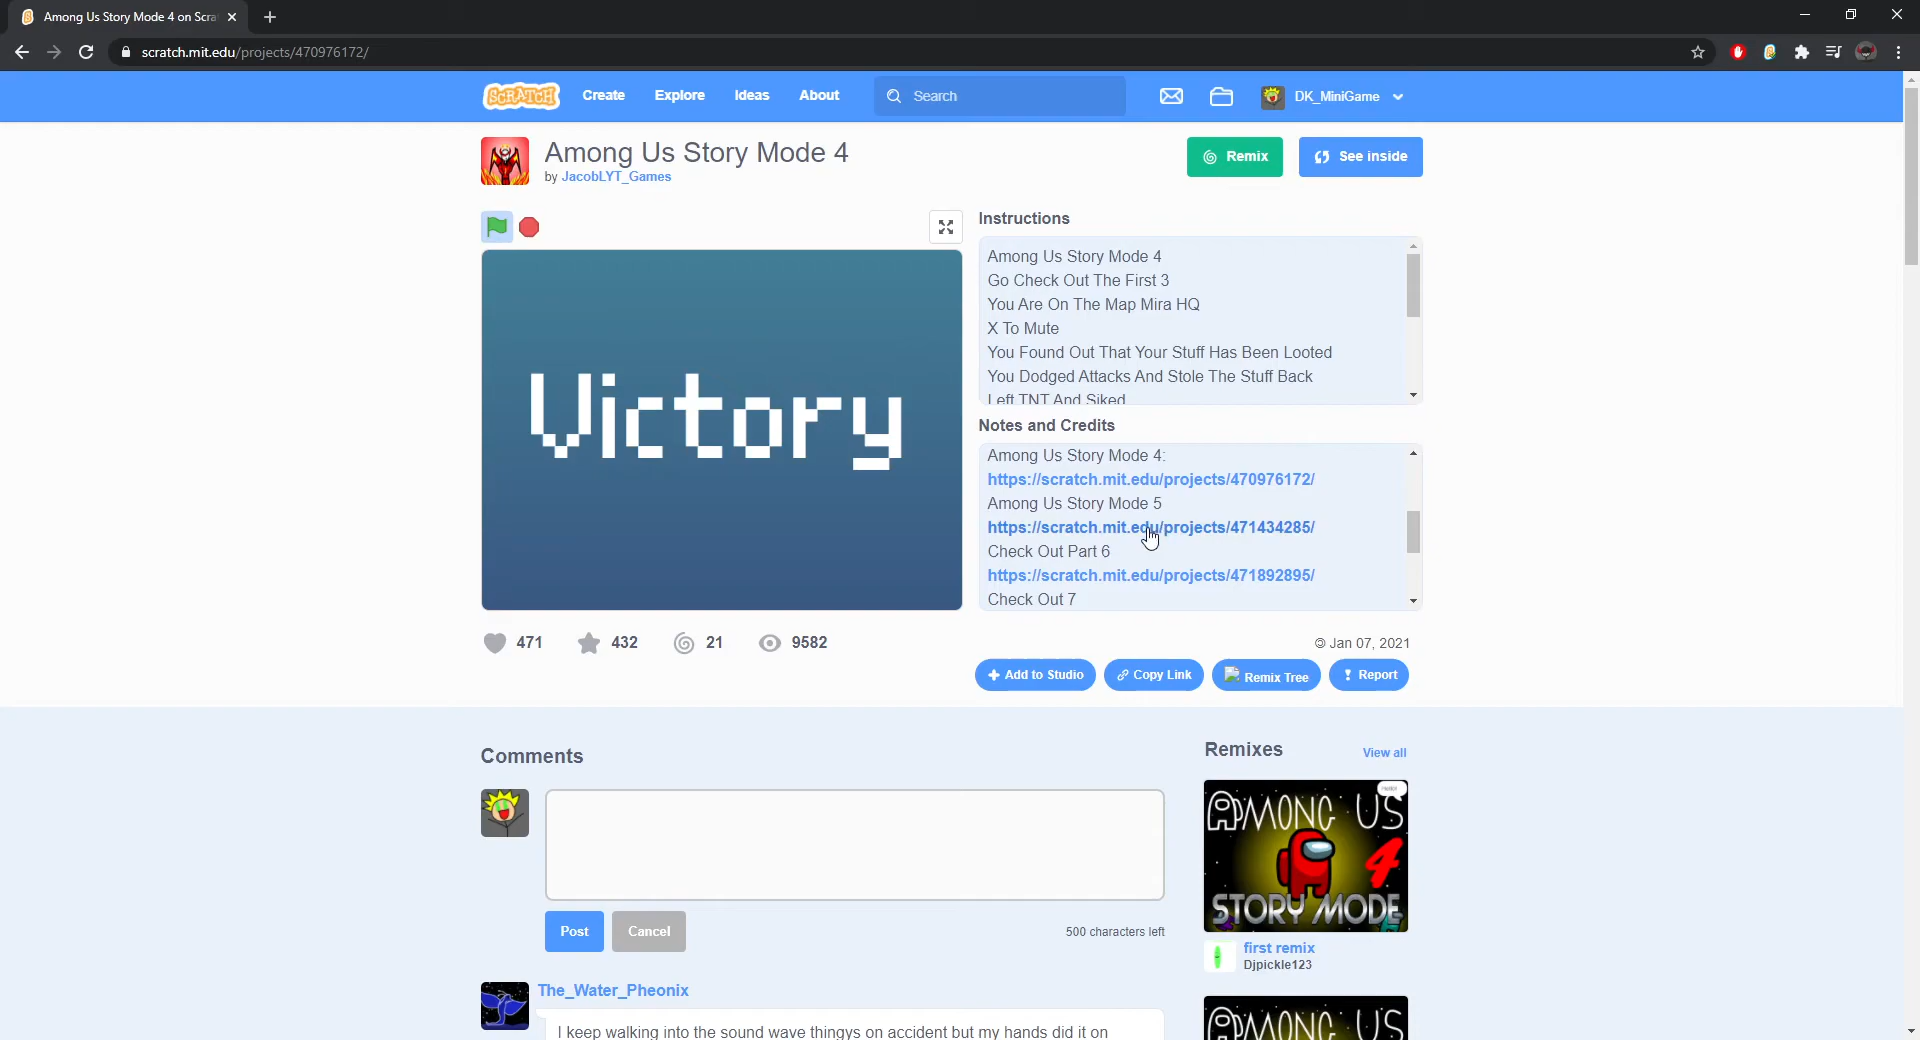 Among Us Story Mode 4 on Scra
scratch.mit.edu/projects/470976172/
SCRATCH
Create
Explore
Ideas
About
Search
DK_MiniGame
Among Us Story Mode 4
by JacobLYT_Games
Remix
See inside
Victory
Instructions
Among Us Story Mode 4
Go Check Out The First 3
You Are On The Map Mira HQ
X To Mute
You Found Out That Your Stuff Has Been Looted
You Dodged Attacks And Stole The Stuff Back
Left TNT And Siked
Notes and Credits
Among Us Story Mode 4:
https://scratch.mit.edu/projects/470976172/
Among Us Story Mode 5
https://scratch.mit.edu/projects/471434285/
Check Out Part 6
https://scratch.mit.edu/projects/471892895/
Check Out 7
471
432
21
9582
© Jan 07, 2021
Add to Studio
Copy Link
Remix Tree
Report
Comments
Post
Cancel
500 characters left
The_Water_Pheonix
I keep walking into the sound wave thingys on accident but my hands did it on
Remixes
View all
AMONG US
4
STORY MODE
first remix
Djpickle123
AMONG US